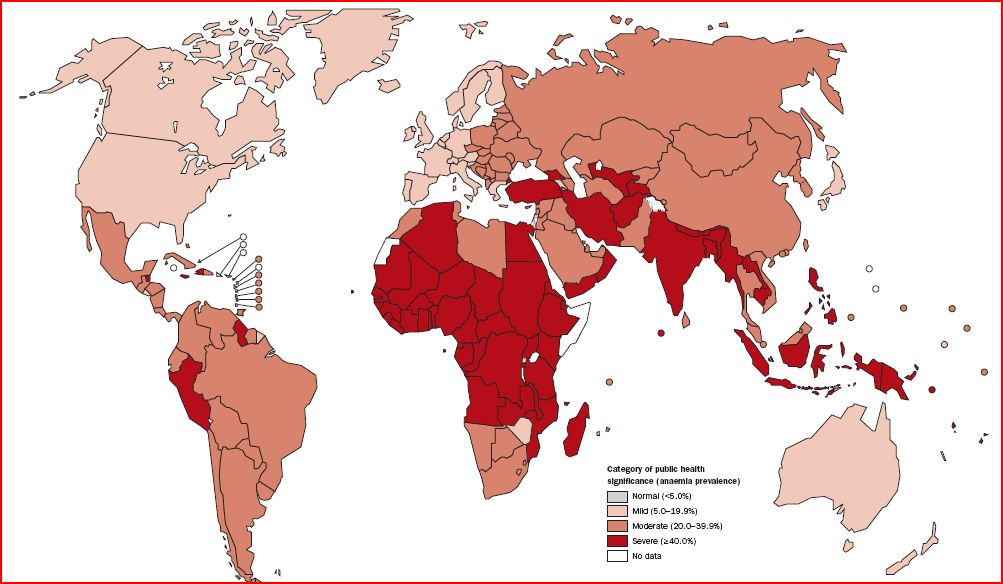 Category of public health
significance (anaemia prevalence)
Normal (<5.0%)
Mild (5.0–19.9%)
Moderate (20.0–39.9%)
Severe (≥40.0%)
No data